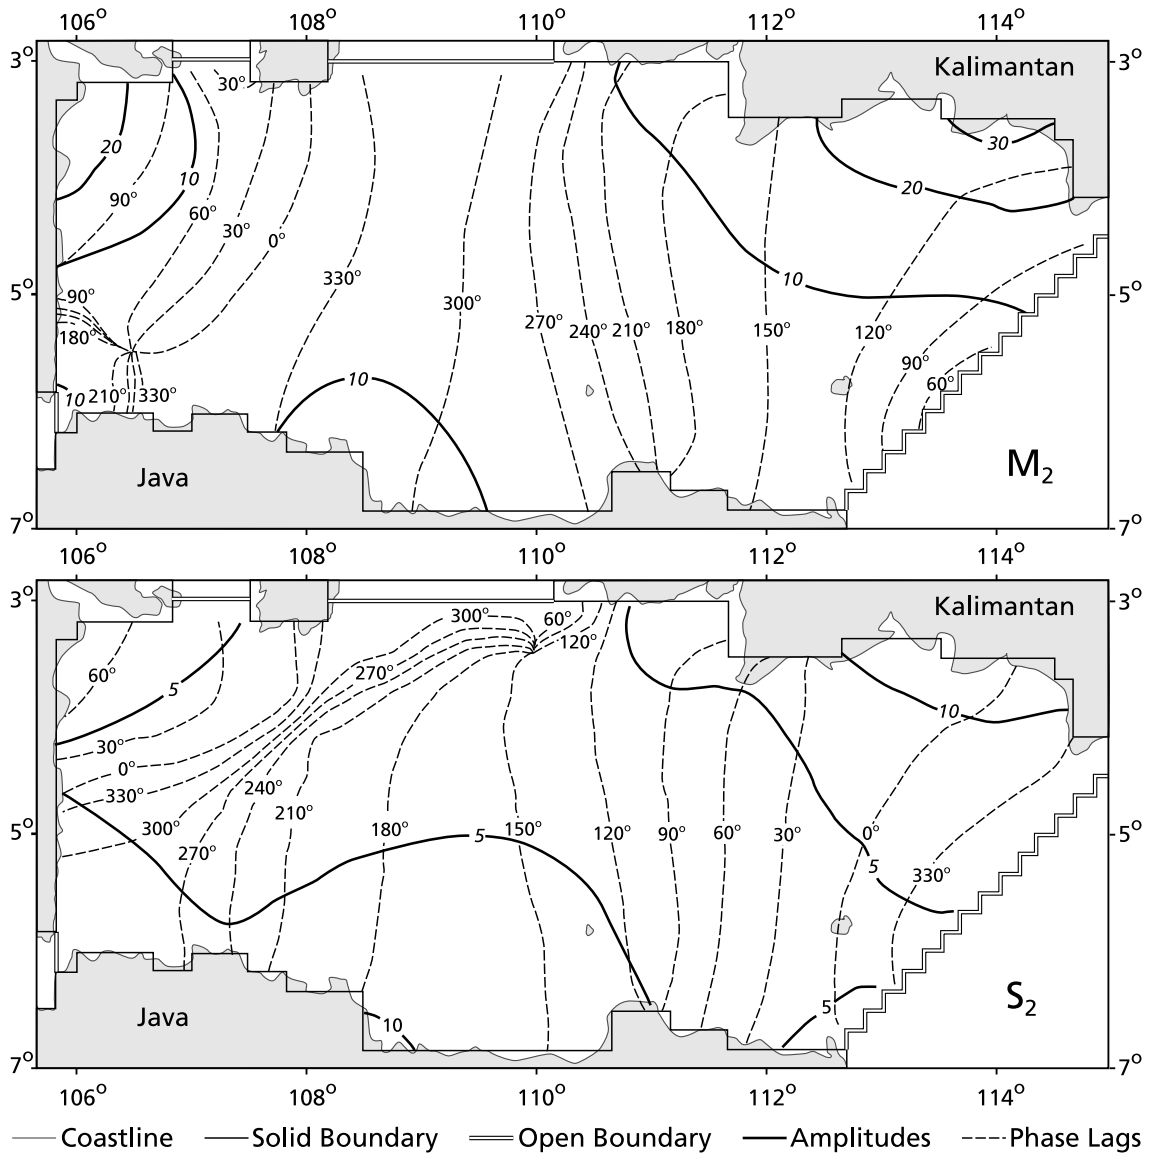 106° 108° 110° 112° 114°
3° 30° Kalimantan 3°
20 10 30
90° 60° 20
30° 0°
330° 10
5° 90° 300° 5°
180° 270° 240° 210° 180° 150° 120°
90°
10 210° 330° 10 60°
Java M2
7° 7°
106° 108° 110° 112° 114°
3° 300° 60° Kalimantan 3°
120°
60° 5 270°
10
30°
0°
330° 240°
210°
5° 300° 180° 5 150° 120° 90° 60° 30° 0° 5°
270° 5 330°
Java 10 5 S2
7° 7°
106° 108° 110° 112° 114°
Coastline Solid Boundary Open Boundary Amplitudes Phase Lags